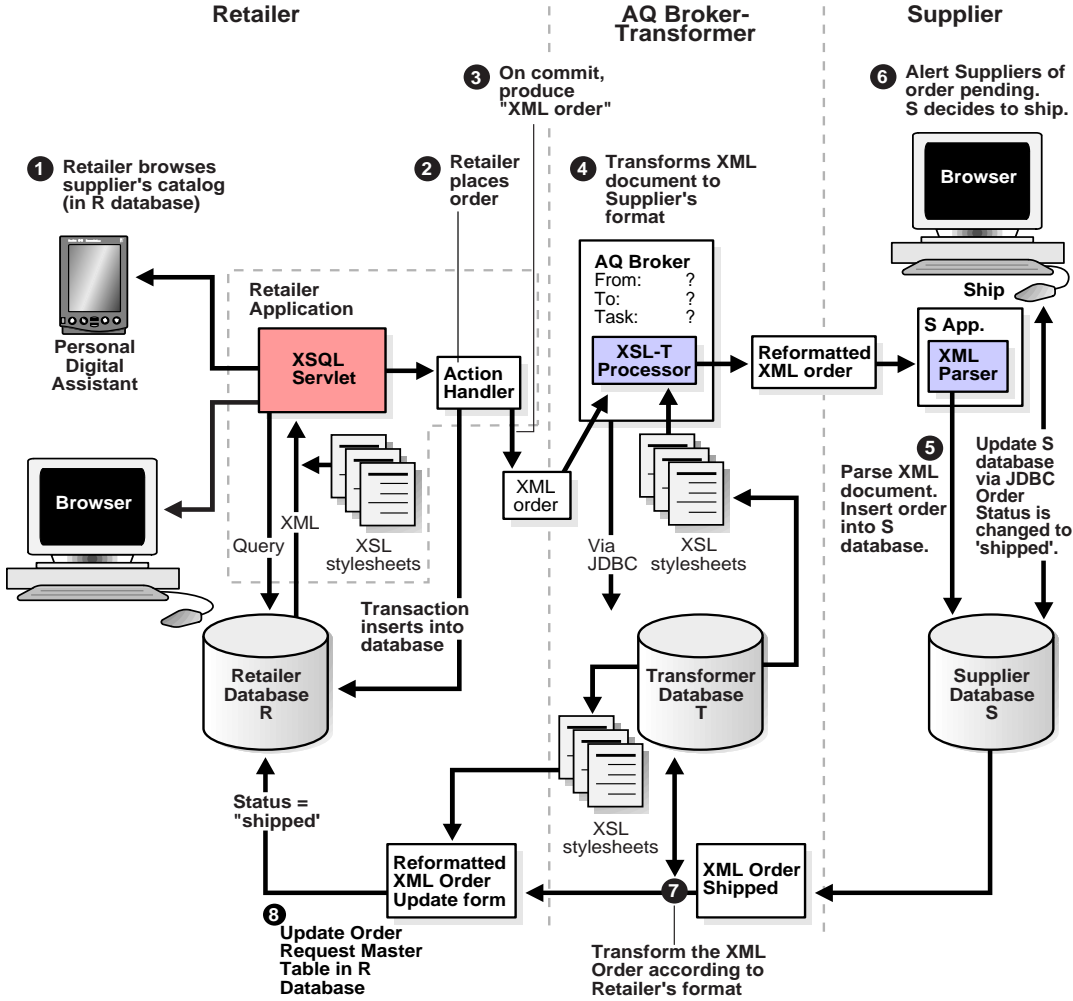 Retailer
AQ Broker-
Transformer
Supplier
3 On commit,
produce
"XML order"
6 Alert Suppliers of
order pending.
S decides to ship.
1 Retailer browses
supplier's catalog
(in R database)
2 Retailer
places
order
4 Transforms XML
document to
Supplier's
format
Browser
Personal
Digital
Assistant
Retailer
Application
XSQL
Servlet
Action
Handler
AQ Broker
From: ?
To: ?
Task: ?
XSL-T
Processor
Reformatted
XML order
Ship
S App.
XML
Parser
Browser
Query
XML
XSL
stylesheets
XML
order
Via
JDBC
XSL
stylesheets
5
Parse XML
document.
Insert order
into S
database.
Update S
database
via JDBC
Order
Status is
changed to
'shipped'.
Transaction
inserts into
database
Retailer
Database
R
Transformer
Database
T
Supplier
Database
S
Status =
"shipped'
XSL
stylesheets
Reformatted
XML Order
Update form
7
XML Order
Shipped
8
Update Order
Request Master
Table in R
Database
Transform the XML
Order according to
Retailer's format